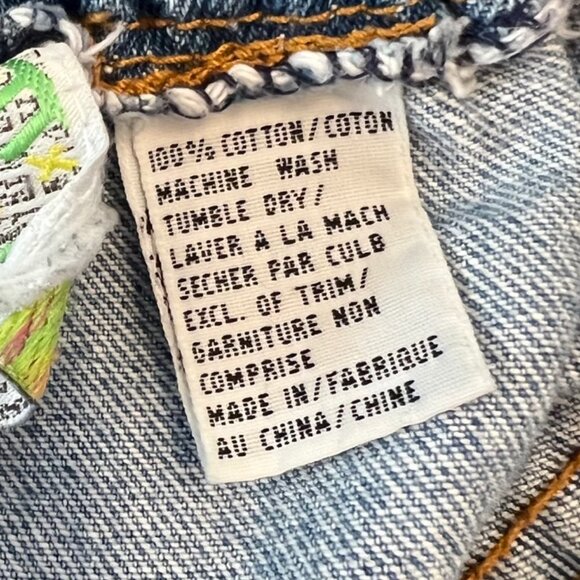 100% COTTON/COTON
MACHINE WASH
TUMBLE DRY/
LAVER A LA MACH
SECHER PAR CULB
EXCL. OF TRIM/
GARNITURE NON
COMPRISE
MADE IN/FABRIQUE
AU CHINA/CHINE